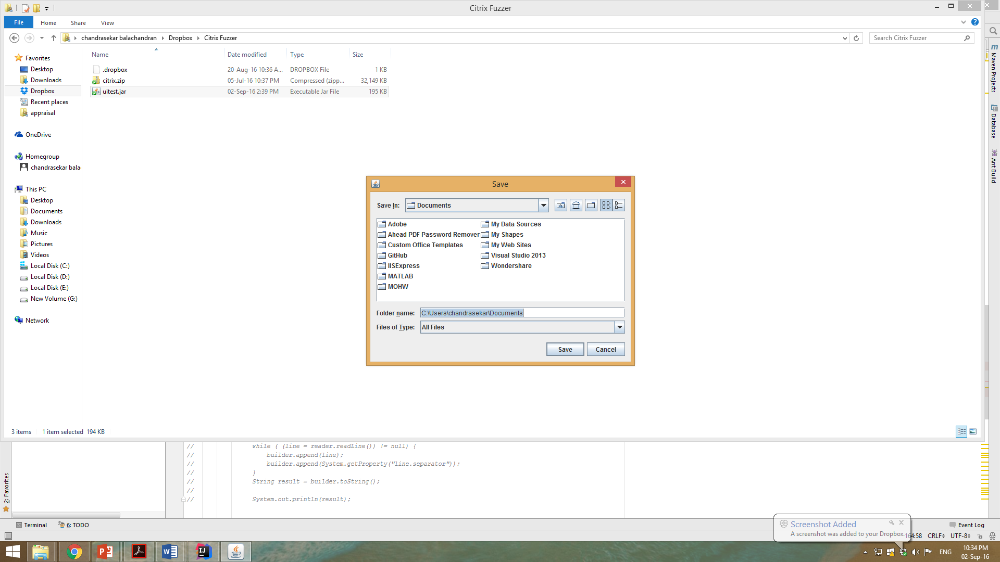 Citrix Fuzzer
File Home Share View
chandrasekar balachandran Dropbox Citrix Fuzzer
Search Citrix Fuzzer
Name Date modified Type Size
.dropbox 20-Aug-16 10:36 A... DROPBOX File 1 KB
citrix.zip 05-Jul-16 10:37 PM Compressed (zipp... 32,149 KB
uitest.jar 02-Sep-16 2:39 PM Executable Jar File 195 KB
Favorites
Desktop
Downloads
Dropbox
Recent places
appraisal
OneDrive
Homegroup
chandrasekar bala
This PC
Desktop
Documents
Downloads
Music
Pictures
Videos
Local Disk (C:)
Local Disk (D:)
Local Disk (E:)
New Volume (G:)
Network
3 items 1 item selected 194 KB
Save
Save In: Documents
Adobe
Ahead PDF Password Remover
Custom Office Templates
GitHub
IISExpress
MATLAB
MOHW
My Data Sources
My Shapes
My Web Sites
Visual Studio 2013
Wondershare
Folder name: C:\Users\chandrasekar\Documents
Files of Type: All Files
Save Cancel
m Maven Projects
Database
Ant Build
// while ( (line = reader.readLine()) != null) {
// builder.append(line);
// builder.append(System.getProperty("line.separator"));
// }
// String result = builder.toString();
//
// System.out.println(result);
2: Favorites
Terminal 6: TODO
Event Log
Screenshot Added
A screenshot was added to your Dropbox.
164:58 CRLF UTF-8
ENG
10:34 PM
02-Sep-16